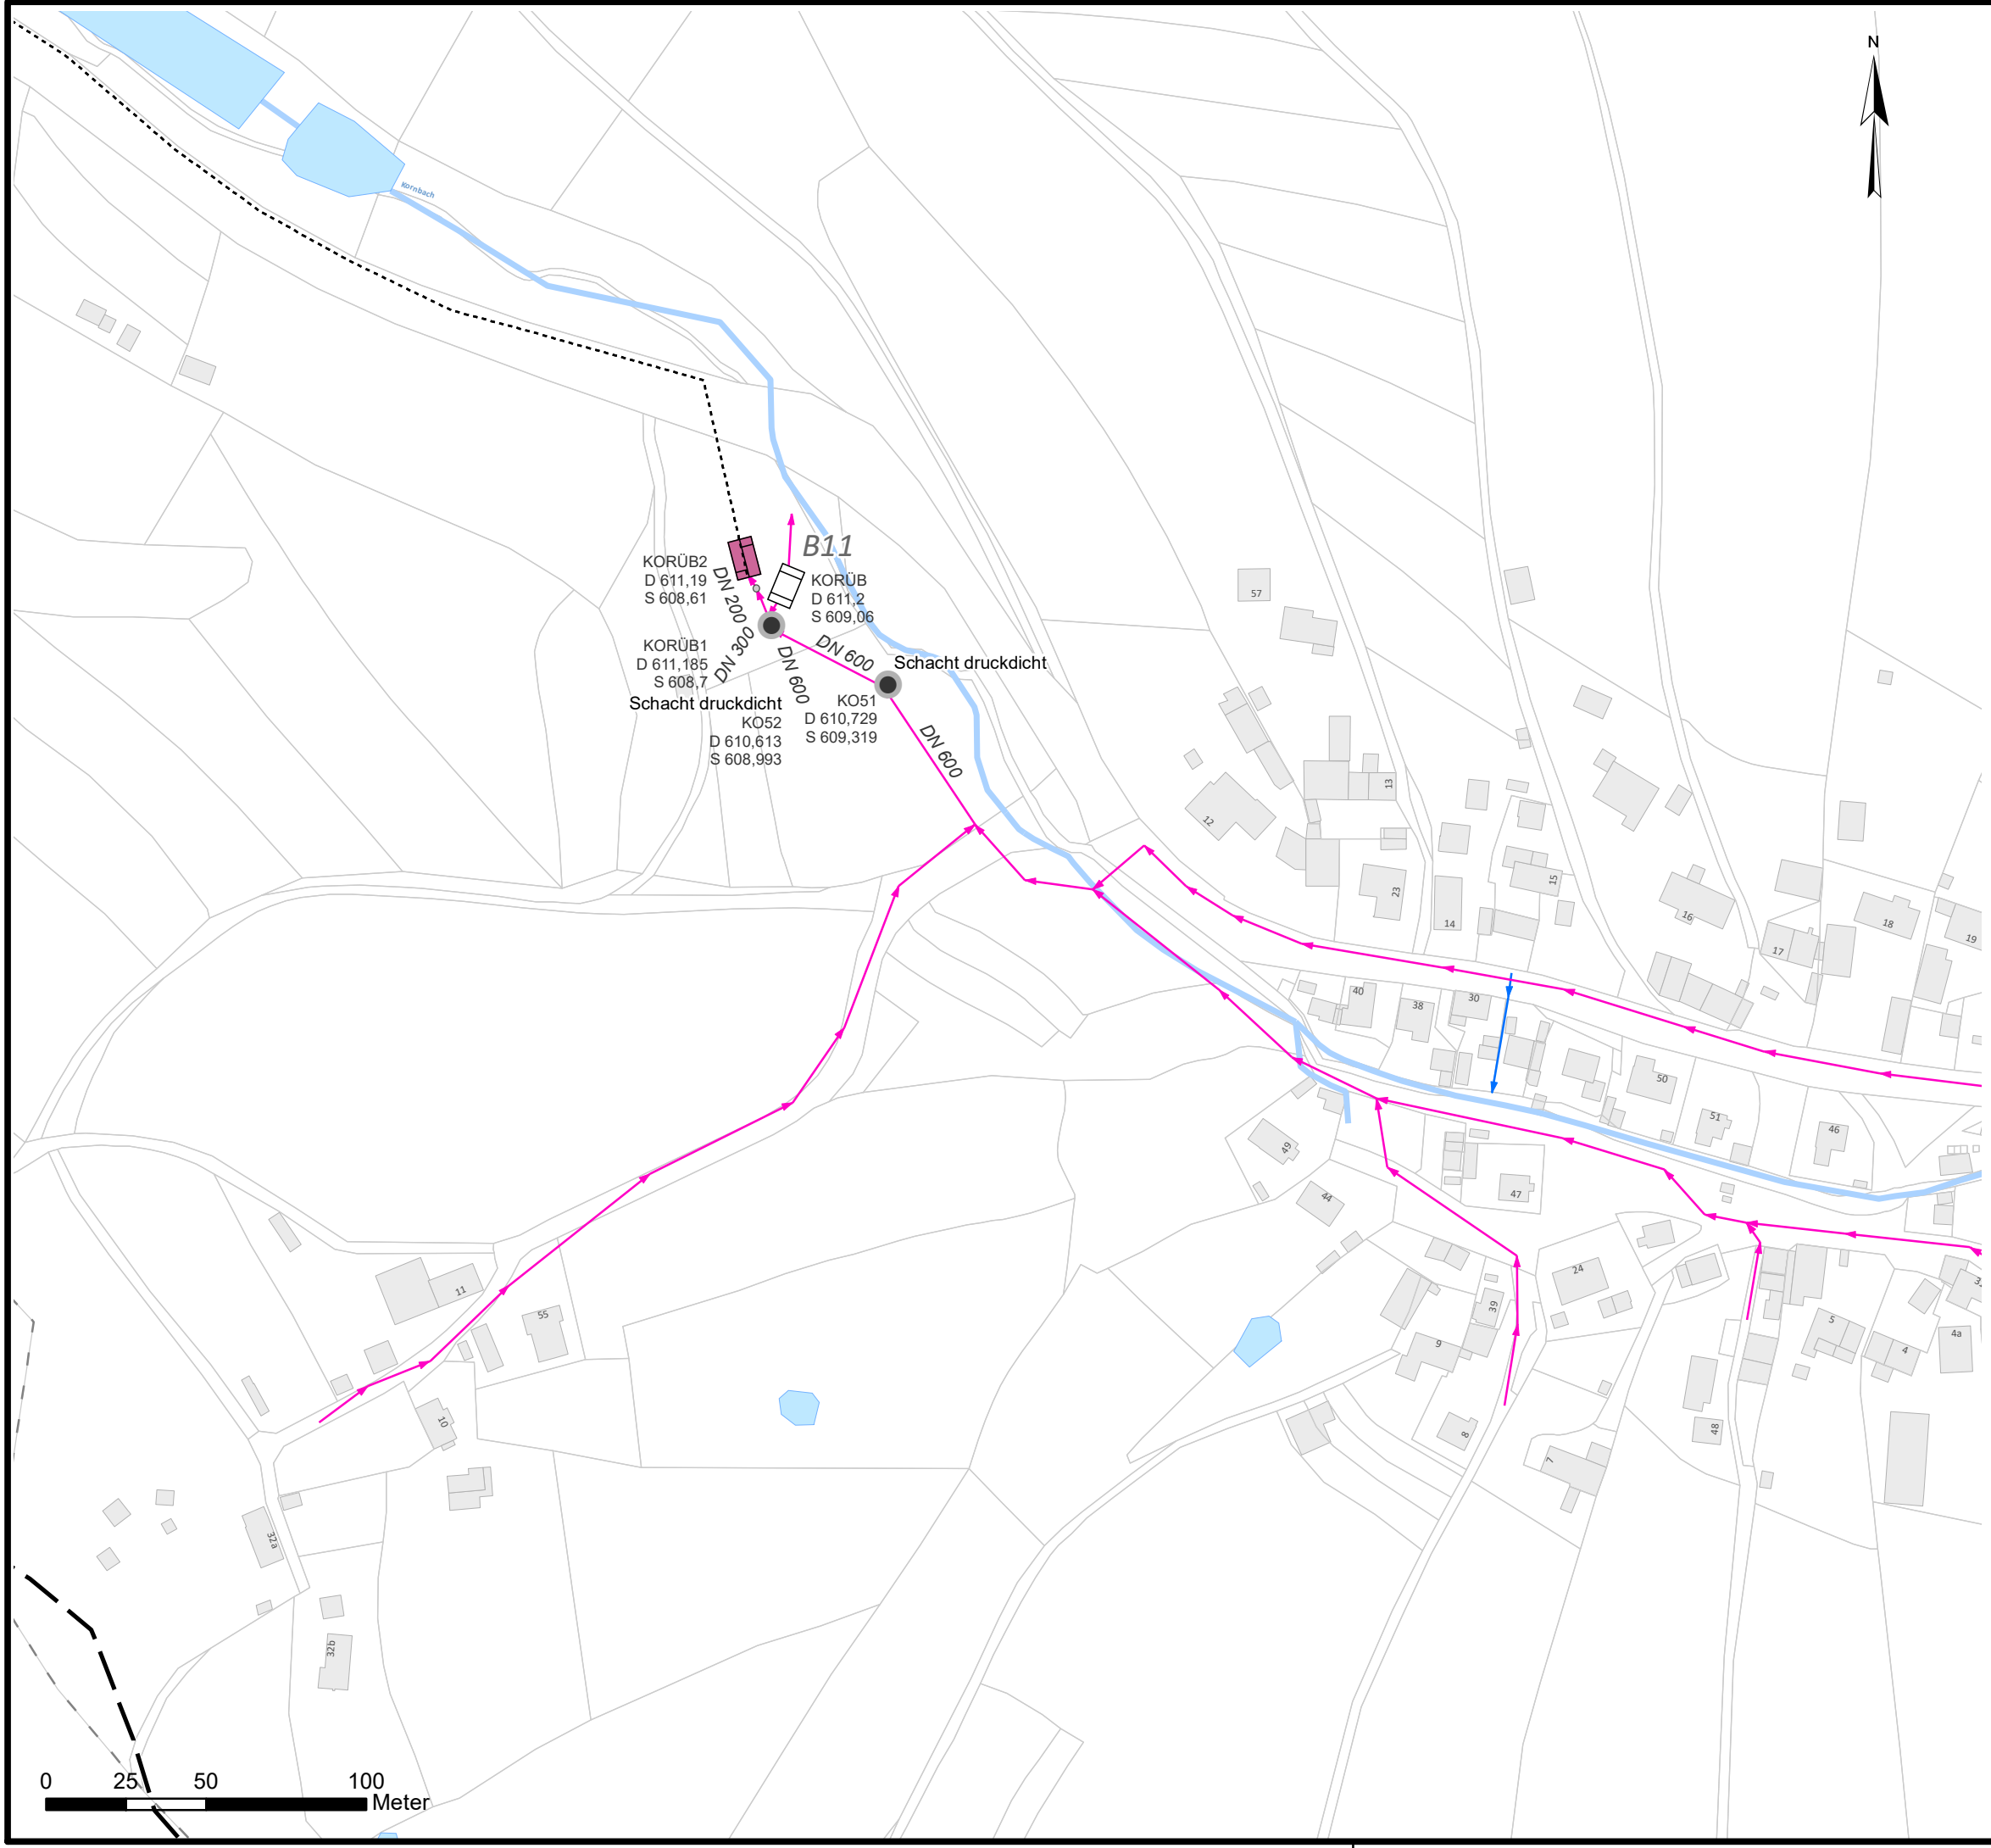 N
Kornbach
B11
KORÜB2
D 611,19
S 608,61
DN 200
KORÜB
D 611,2
S 609,06
KORÜB1
D 611,185
S 608,7
DN 300
DN 600
DN 600
Schacht druckdicht
Schacht druckdicht
KO52
D 610,613
S 608,993
KO51
D 610,729
S 609,319
DN 600
57
13
12
23
14
15
16
17
18
19
40
38
30
50
51
46
49
44
47
24
39
9
8
7
48
5
4
4a
11
55
10
32a
32b
0 25 50 100
Meter